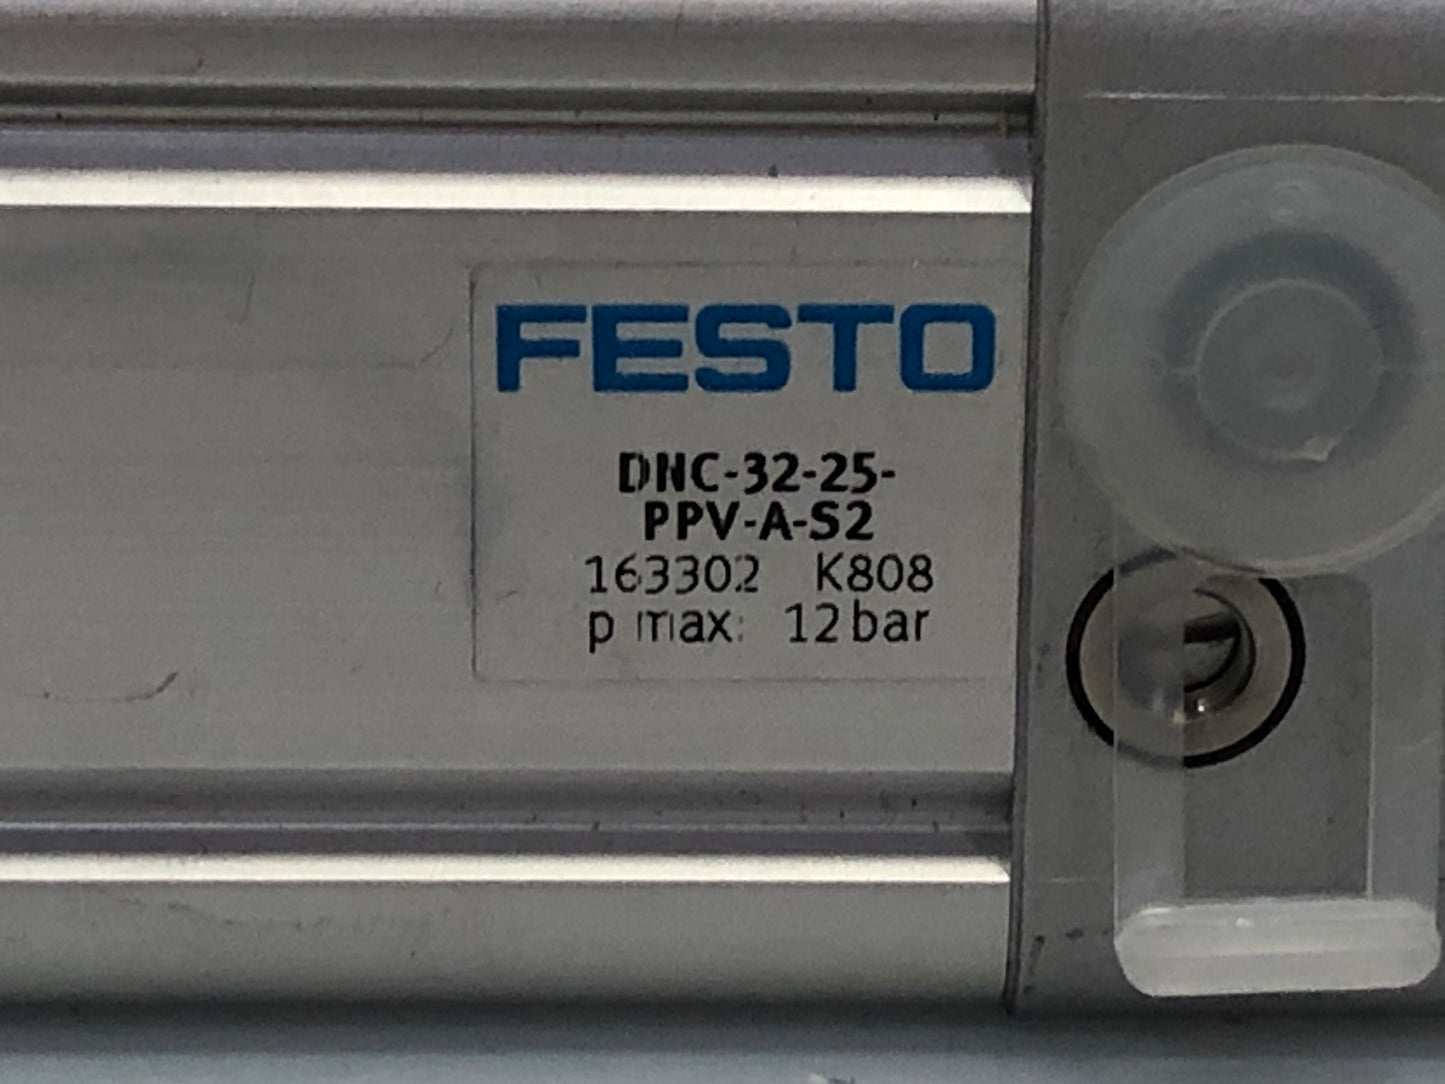 FESTO
DNC-32-25-
PPV-A-S2
163302 K808
p max: 12 bar